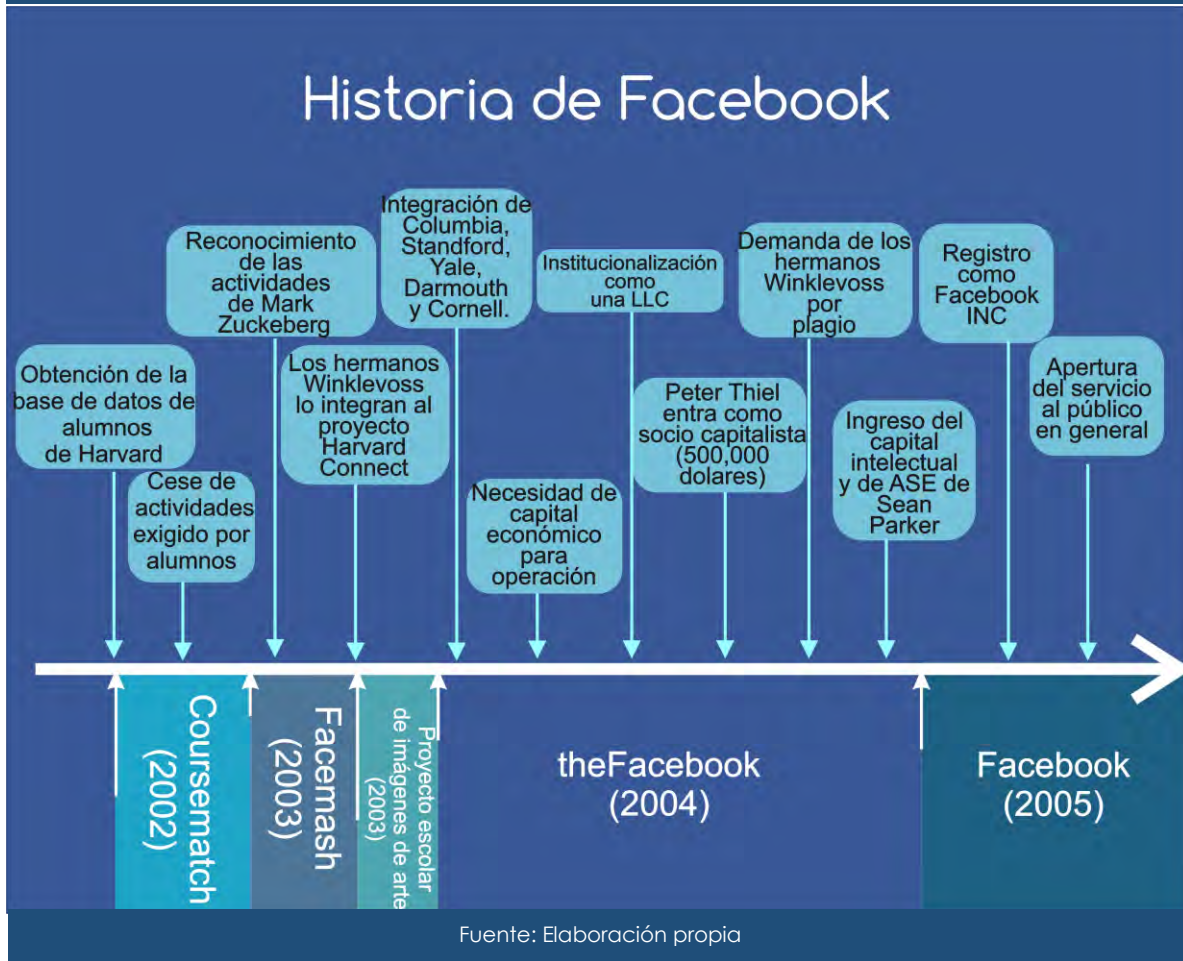 Historia de Facebook
Obtención de la
base de datos de
alumnos
de Harvard
Cese de
actividades
exigido por
alumnos
Reconocimiento
de las
actividades
de Mark
Zuckeberg
Los hermanos
Winklevoss
lo integran al
proyecto
Harvard
Connect
Integración de
Columbia,
Standford,
Yale,
Darmouth
y Cornell.
Necesidad de
capital
económico
para
operación
Institucionalización
como
una LLC
Peter Thiel
entra como
socio capitalista
(500,000
dolares)
Demanda de los
hermanos
Winklevoss
por
plagio
Ingreso del
capital
intelectual
y de ASE de
Sean
Parker
Registro
como
Facebook
INC
Apertura
del servicio
al público
en general
Coursematch
(2002)
Facemash
(2003)
Proyecto escolar
de imágenes de arte
(2003)
theFacebook
(2004)
Facebook
(2005)
Fuente: Elaboración propia